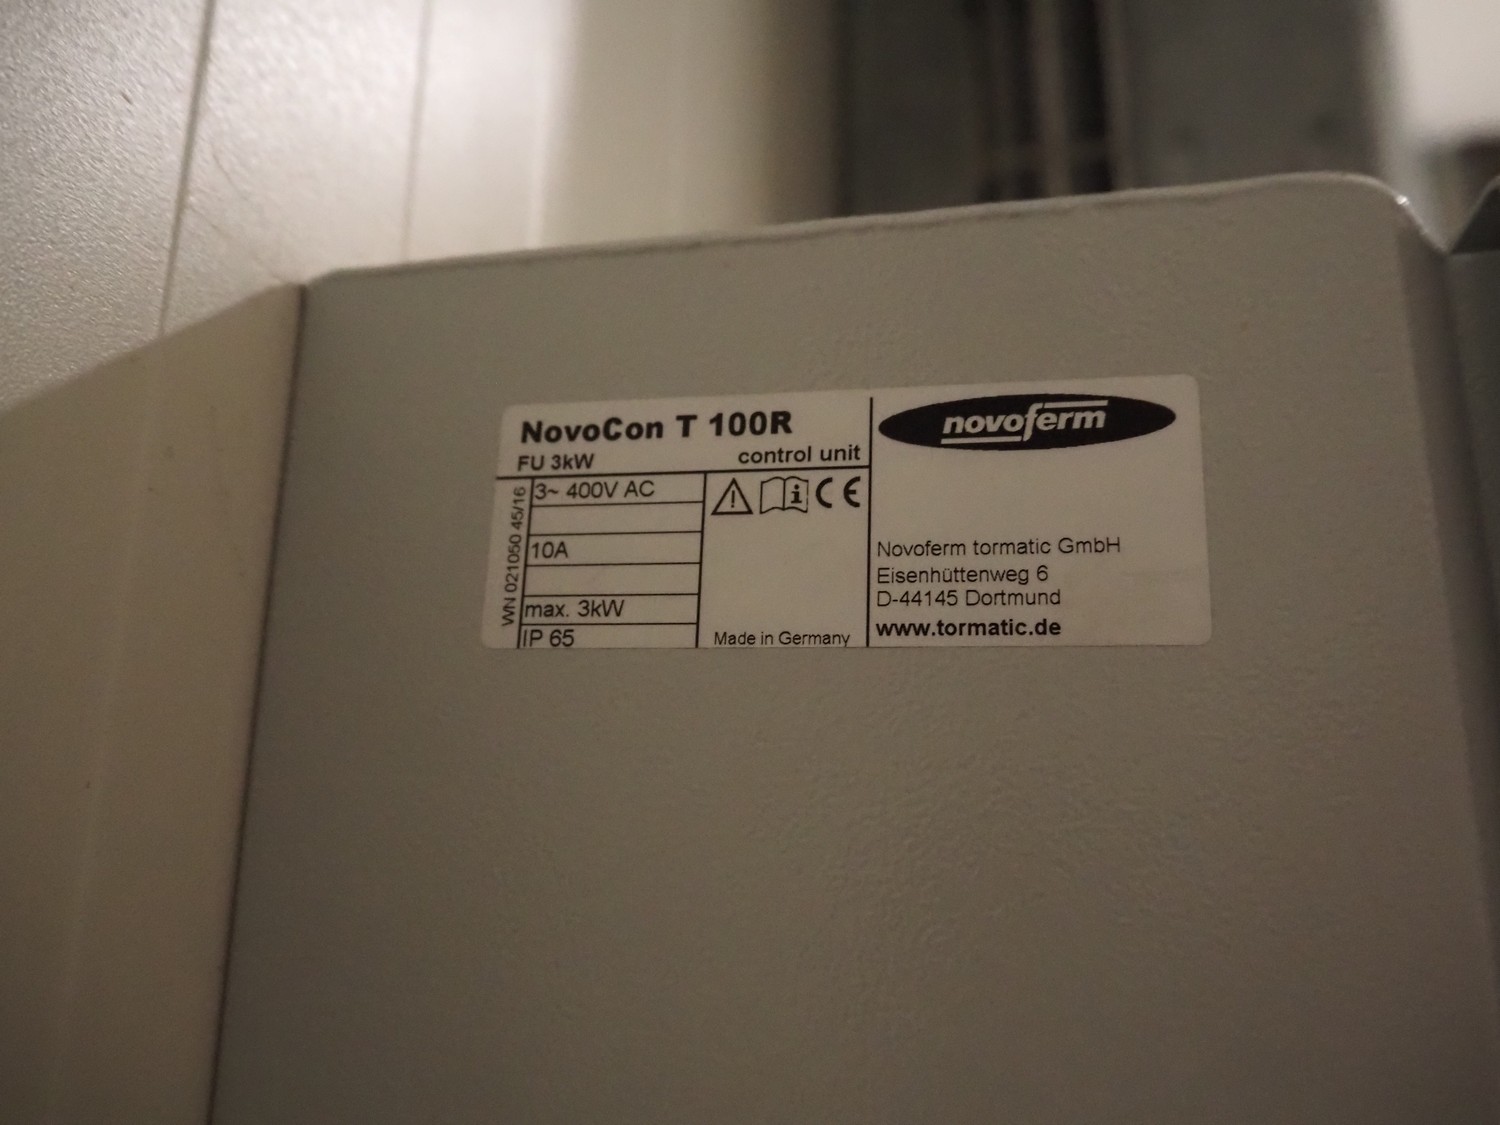 NovoCon T 100R
FU 3kW control unit
WN 021050 45/16
3~ 400V AC
10A
max. 3kW
IP 65
CE
Made in Germany
novoferm
Novoferm tormatic GmbH
Eisenhüttenweg 6
D-44145 Dortmund
www.tormatic.de